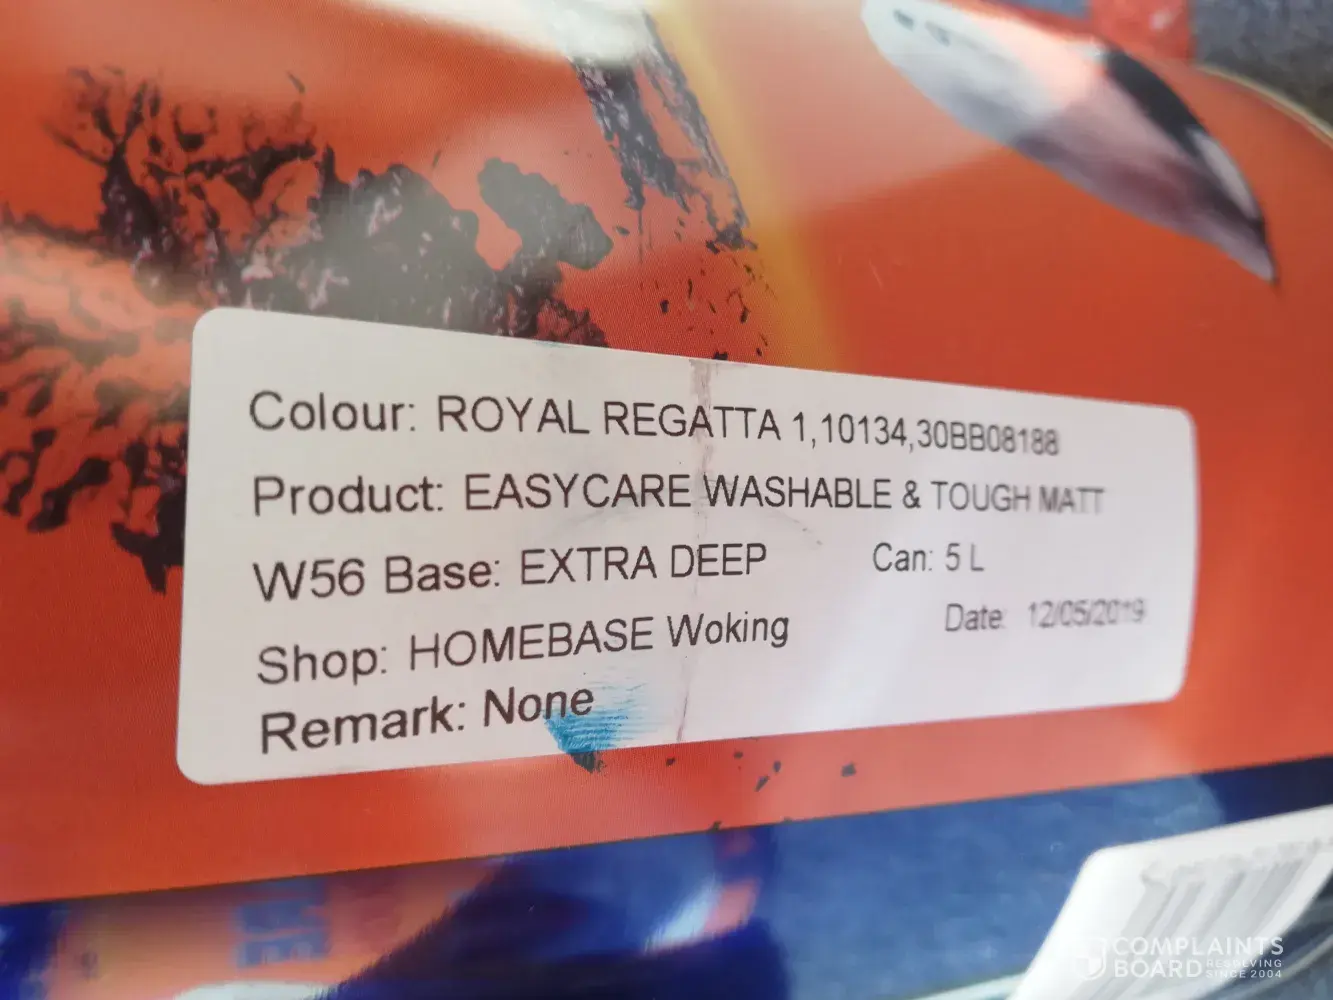 Colour: ROYAL REGATTA 1,10134,30BB08188
Product: EASYCARE WASHABLE & TOUGH MATT
W56 Base: EXTRA DEEP Can: 5 L
Shop: HOMEBASE Woking Date: 12/05/2019
Remark: None
COMPLAINTS
BOARD RESOLVING
SINCE 2004